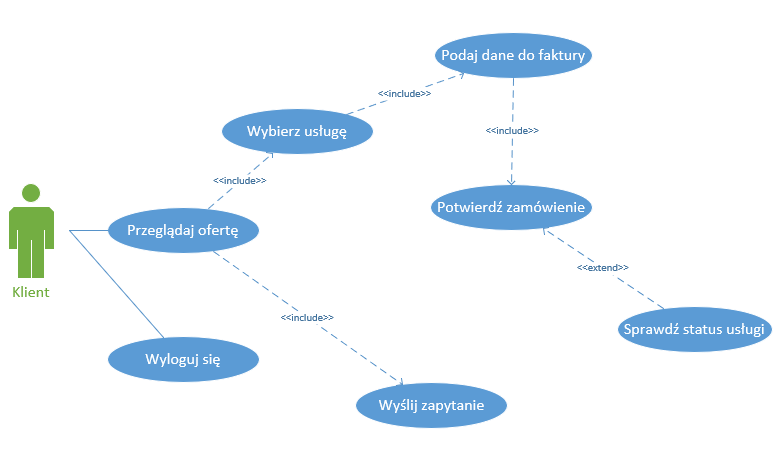 Podaj dane do faktury
<<include>>
Wybierz usługę
<<include>>
<<include>>
Potwierdź zamówienie
Przeglądaj ofertę
<<extend>>
Klient
<<include>>
Sprawdź status usługi
Wyloguj się
Wyślij zapytanie